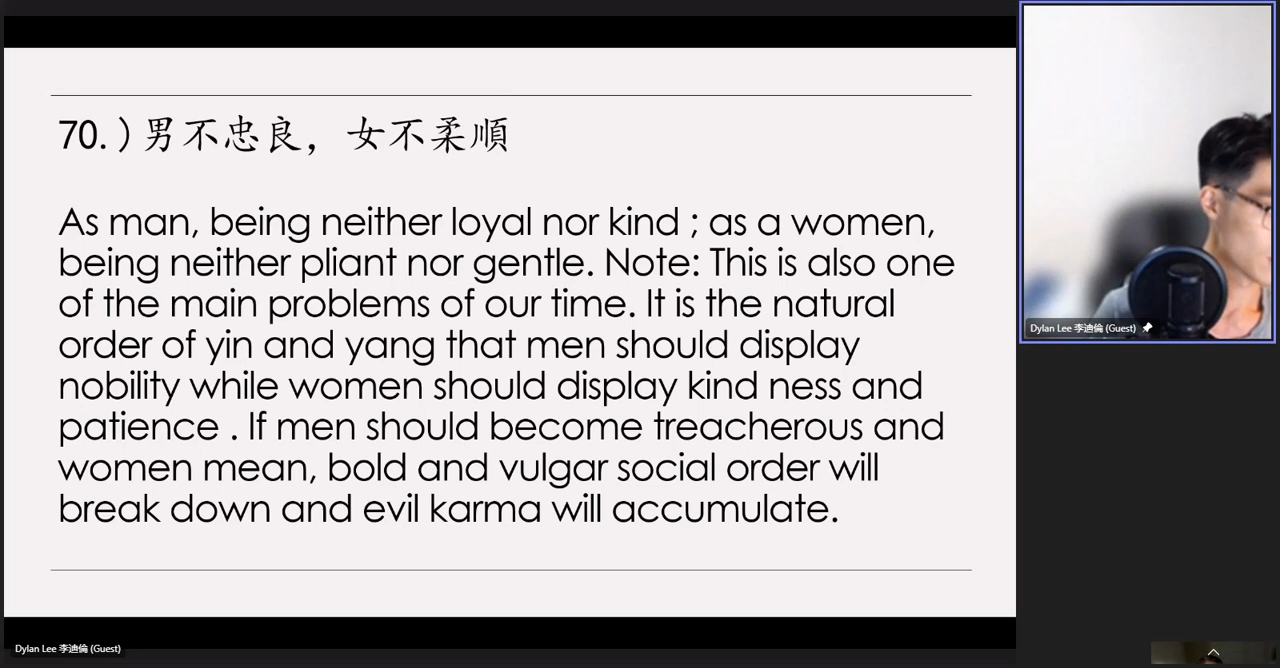 70.) 男不忠良，女不柔順
As man, being neither loyal nor kind ; as a women,
being neither pliant nor gentle. Note: This is also one
of the main problems of our time. It is the natural
order of yin and yang that men should display
nobility while women should display kind ness and
patience . If men should become treacherous and
women mean, bold and vulgar social order will
break down and evil karma will accumulate.
Dylan Lee 李迪倫 (Guest)
Dylan Lee 李迪倫 (Guest)